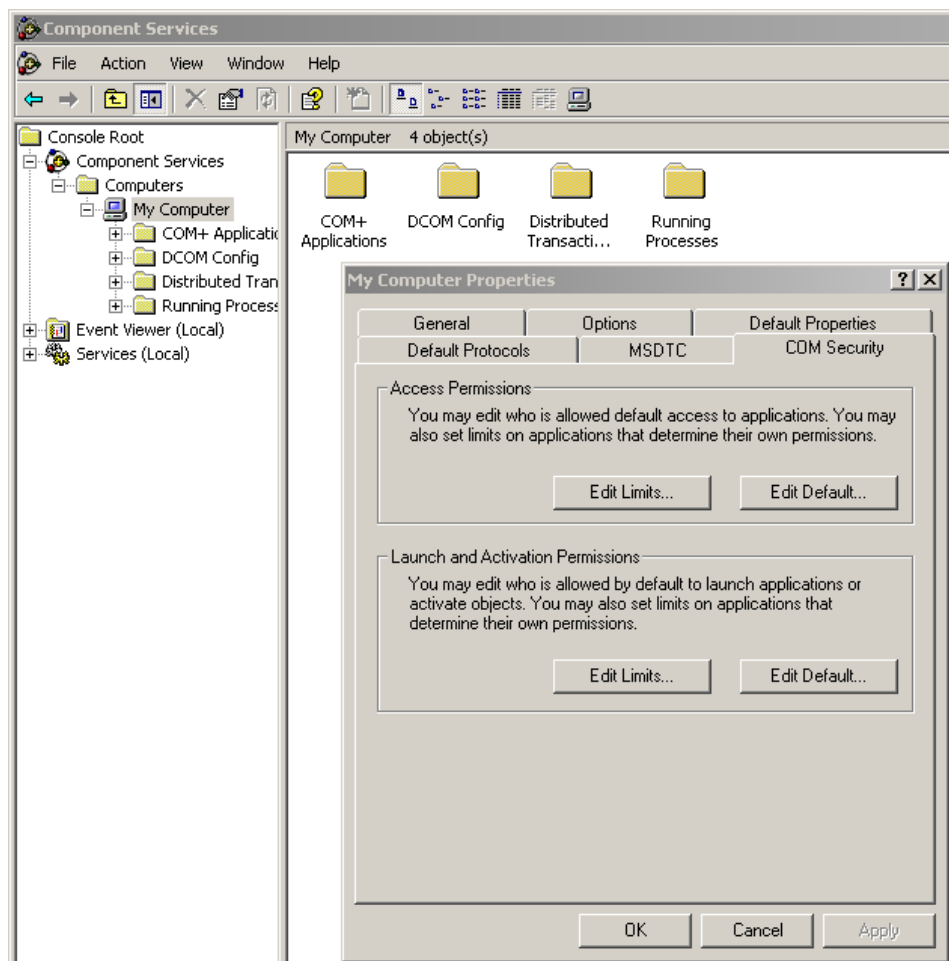 Component Services
File Action View Window Help
Console Root
Component Services
Computers
My Computer
COM+ Applicatic
DCOM Config
Distributed Tran
Running Process
Event Viewer (Local)
Services (Local)
My Computer 4 object(s)
COM+ Applications
DCOM Config
Distributed Transacti...
Running Processes
My Computer Properties
General Options Default Properties
Default Protocols MSDTC COM Security
Access Permissions
You may edit who is allowed default access to applications. You may
also set limits on applications that determine their own permissions.
Edit Limits... Edit Default...
Launch and Activation Permissions
You may edit who is allowed by default to launch applications or
activate objects. You may also set limits on applications that
determine their own permissions.
Edit Limits... Edit Default...
OK Cancel Apply